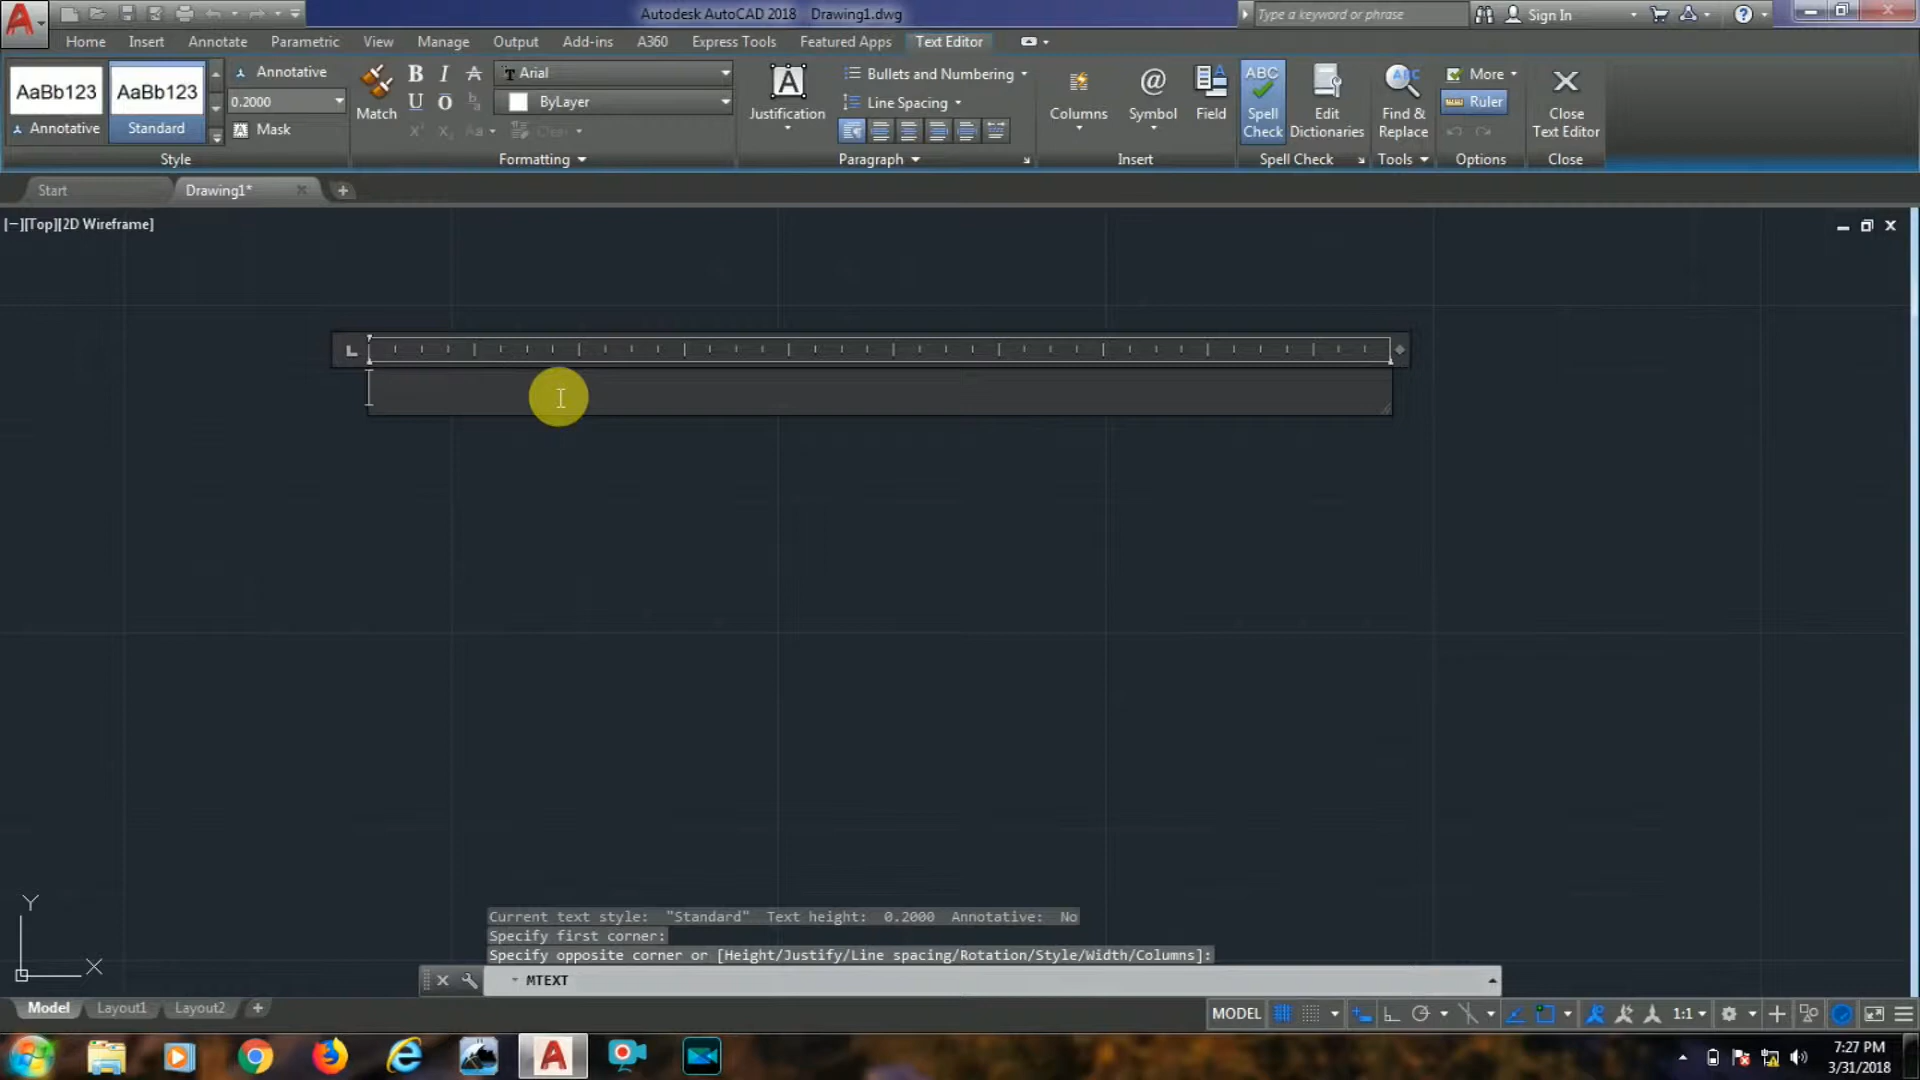 Autodesk AutoCAD 2018 Drawing1.dwg
Type a keyword or phrase
Sign In
Home Insert Annotate Parametric View Manage Output Add-ins A360 Express Tools Featured Apps Text Editor
AaBb123 AaBb123
Annotative Standard
Annotative
0.2000
Mask
Style
Match
B I A
U O
Arial
ByLayer
Aa Clear
Formatting
Justification
Bullets and Numbering
Line Spacing
Paragraph
Columns
Symbol
Field
Insert
ABC
Spell
Check
Edit
Dictionaries
Spell Check
ABC
Find &
Replace
Tools
More
Ruler
Options
Close
Text Editor
Close
Start
Drawing1*
[−][Top][2D Wireframe]
Y
X
Current text style: "Standard" Text height: 0.2000 Annotative: No
Specify first corner:
Specify opposite corner or [Height/Justify/Line spacing/Rotation/Style/Width/Columns]:
MTEXT
Model Layout1 Layout2
MODEL
1:1
7:27 PM
3/31/2018